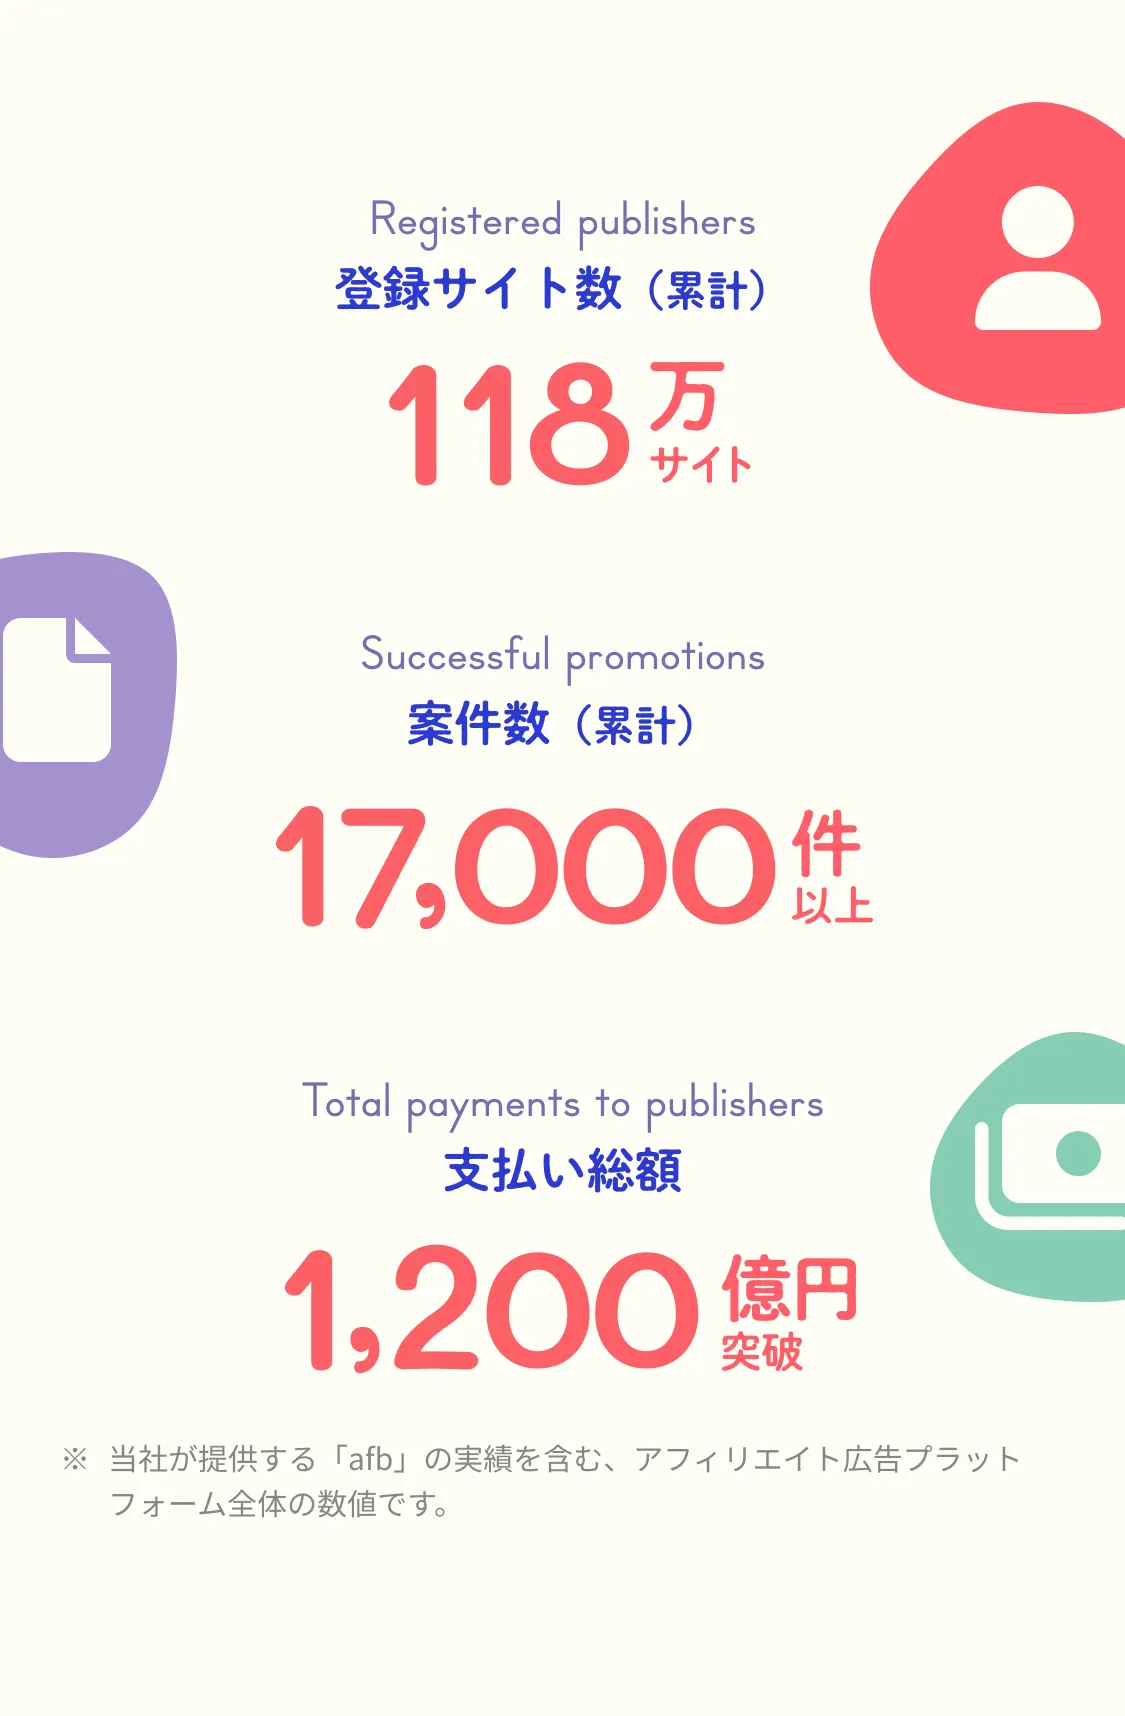 Registered publishers
登録サイト数（累計）
118万
サイト
Successful promotions
案件数（累計）
17,000件
以上
Total payments to publishers
支払い総額
1,200億円
突破
※ 当社が提供する「afb」の実績を含む、アフィリエイト広告プラット
フォーム全体の数値です。